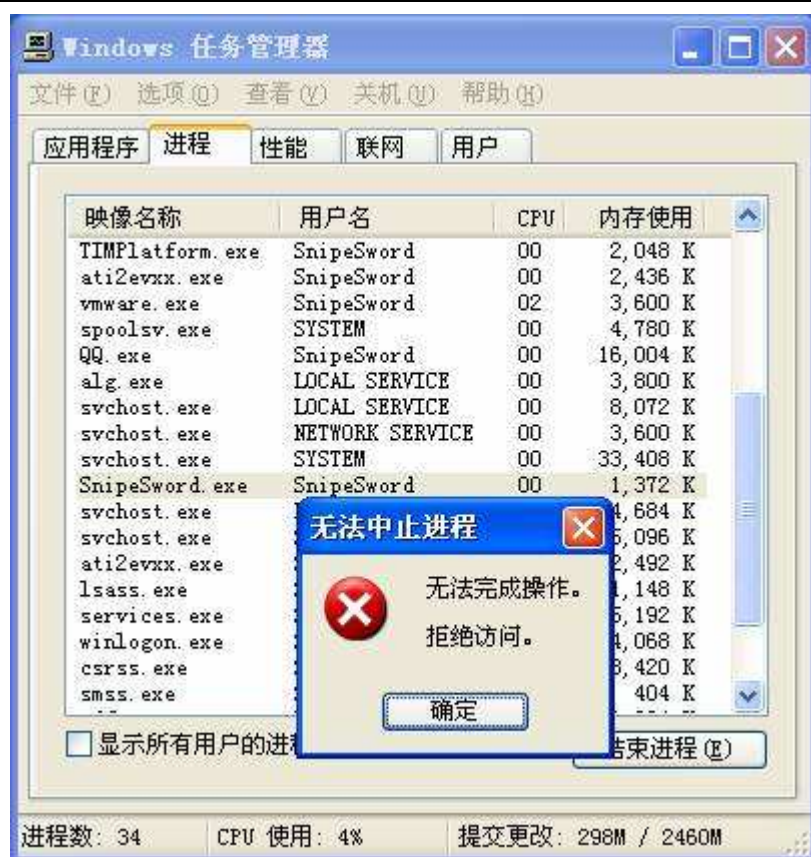 Windows 任务管理器
文件(F) 选项(O) 查看(V) 关机(U) 帮助(H)
应用程序 进程 性能 联网 用户
映像名称 用户名 CPU 内存使用
TIMPlatform.exe SnipeSword 00 2,048 K
ati2evxx.exe SnipeSword 00 2,436 K
vmware.exe SnipeSword 02 3,600 K
spoolsv.exe SYSTEM 00 4,780 K
QQ.exe SnipeSword 00 16,004 K
alg.exe LOCAL SERVICE 00 3,800 K
svchost.exe LOCAL SERVICE 00 8,072 K
svchost.exe NETWORK SERVICE 00 3,600 K
svchost.exe SYSTEM 00 33,408 K
SnipeSword.exe SnipeSword 00 1,372 K
svchost.exe ,684 K
svchost.exe ,096 K
ati2evxx.exe ,492 K
lsass.exe ,148 K
services.exe ,192 K
winlogon.exe ,068 K
csrss.exe ,420 K
smss.exe 404 K
无法中止进程
无法完成操作。
拒绝访问。
确定
显示所有用户的进
结束进程(E)
进程数: 34 CPU 使用: 4% 提交更改: 298M / 2460M